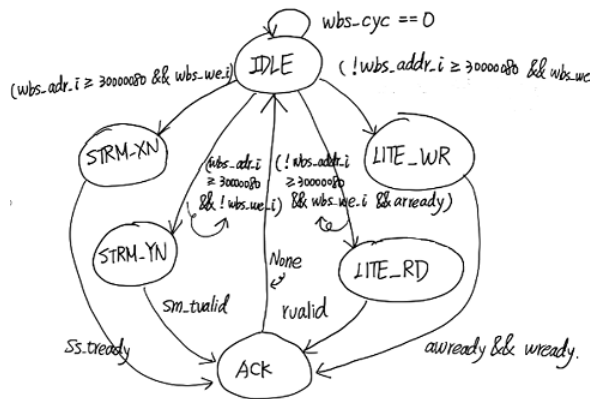 wbs_cyc == 0
IDLE
(wbs_adr_i ≥ 30000080 && wbs_we_i)
(!wbs_addr_i ≥ 30000080 && wbs_we
STRM_XN
LITE_WR
(wbs_adr_i
≥ 30000080
&& !wbs_we_i)
(!wbs_addr_i
≥ 30000080
&& wbs_we_i && arready)
STRM_YN
LITE_RD
None
sm_tvalid
rvalid
ss_tready
awready && wready.
ACK